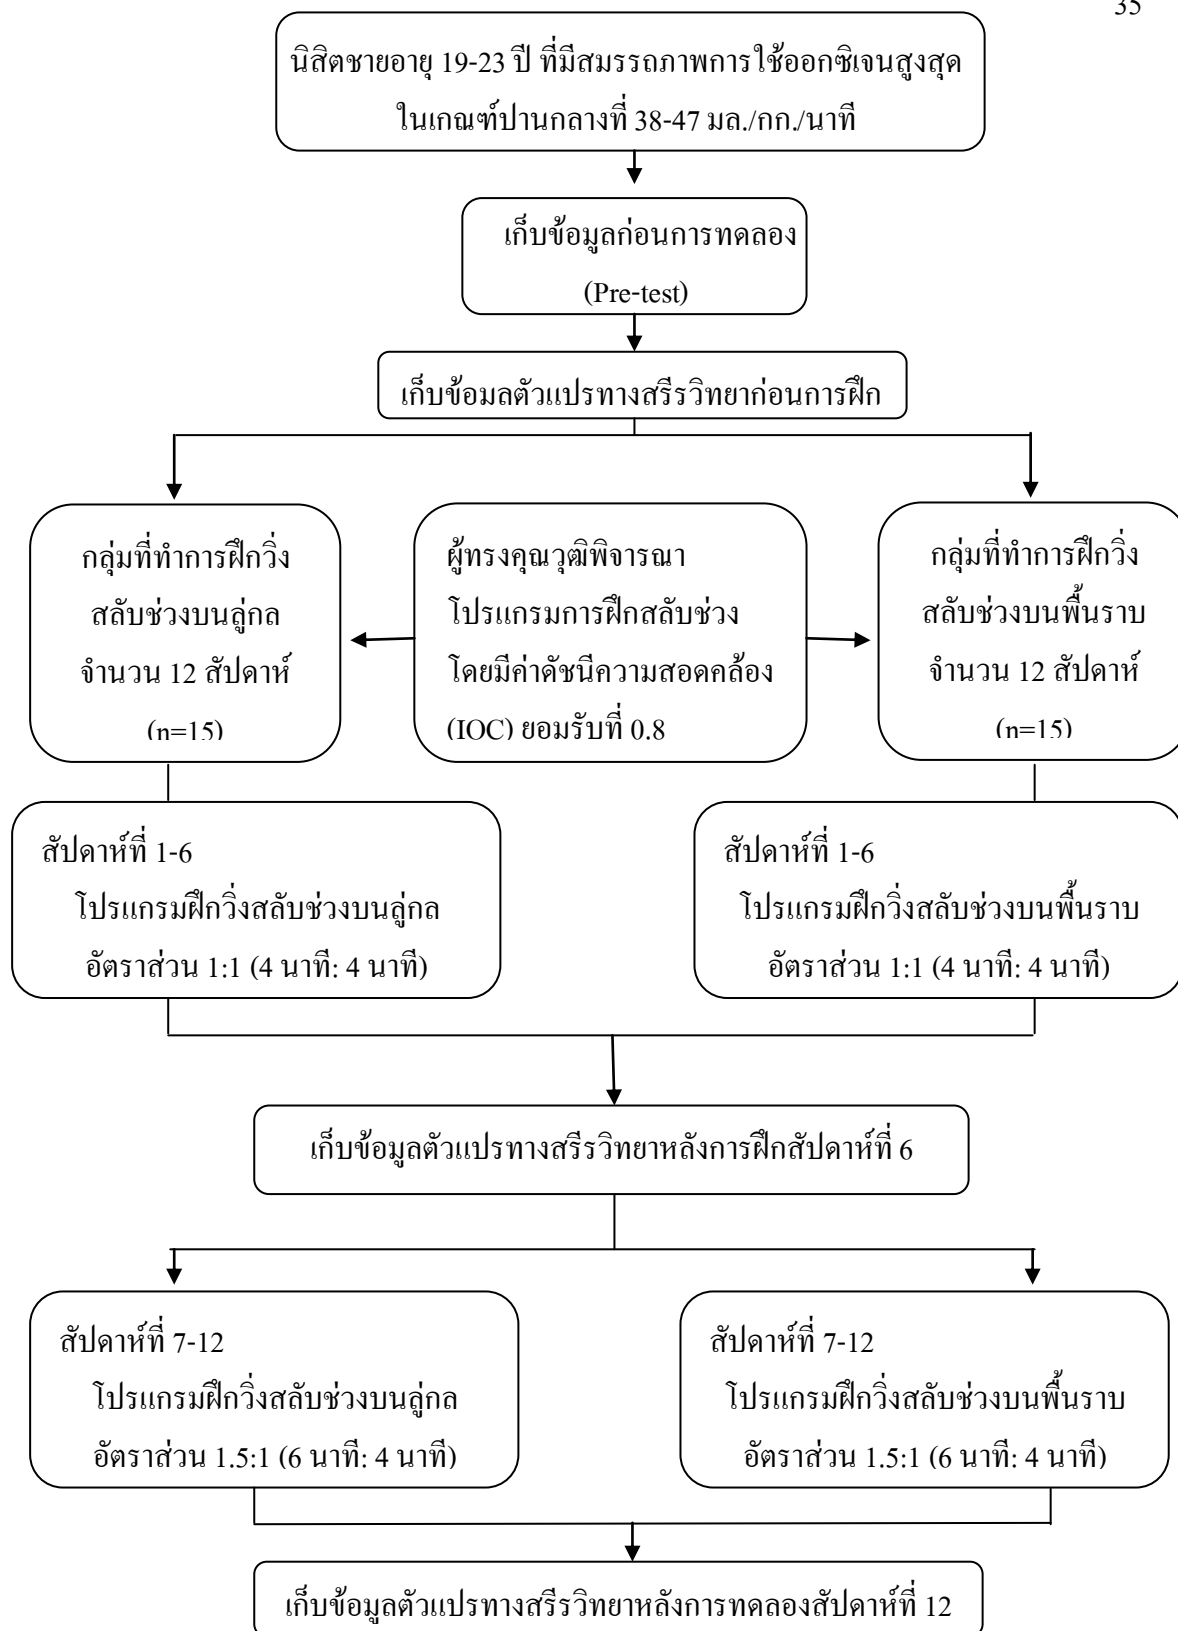 35
นิสิตชายอายุ 19-23 ปี ที่มีสมรรถภาพการใช้ออกซิเจนสูงสุด
ในเกณฑ์ปานกลางที่ 38-47 มล./กก./นาที
เก็บข้อมูลก่อนการทดลอง
(Pre-test)
เก็บข้อมลตัวแปรทางสรีรวิทยาก่อนการฝึก
กลุ่มที่ทำการฝึกวิ่ง
สลับช่วงบนลู่กล
จำนวน 12 สัปดาห์
(n=15)
ผู้ทรงคุณวุฒิพิจารณา
โปรแกรมการฝึกสลับช่วง
โดยมีค่าดัชนีความสอดคล้อง
(IOC) ยอมรับที่ 0.8
กลุ่มที่ทำการฝึกวิ่ง
สลับช่วงบนพื้นราบ
จำนวน 12 สัปดาห์
(n=15)
สัปดาห์ที่ 1-6
โปรแกรมฝึกวิ่งสลับช่วงบนลู่กล
อัตราส่วน 1:1 (4 นาที: 4 นาที)
สัปดาห์ที่ 1-6
โปรแกรมฝึกวิ่งสลับช่วงบนพื้นราบ
อัตราส่วน 1:1 (4 นาที: 4 นาที)
เก็บข้อมูลตัวแปรทางสรีรวิทยาหลังการฝึกสัปดาห์ที่ 6
สัปดาห์ที่ 7-12
โปรแกรมฝึกวิ่งสลับช่วงบนลู่กล
อัตราส่วน 1.5:1 (6 นาที: 4 นาที)
สัปดาห์ที่ 7-12
โปรแกรมฝึกวิ่งสลับช่วงบนพื้นราบ
อัตราส่วน 1.5:1 (6 นาที: 4 นาที)
เก็บข้อมูลตัวแปรทางสรีรวิทยาหลังการทดลองสัปดาห์ที่ 12